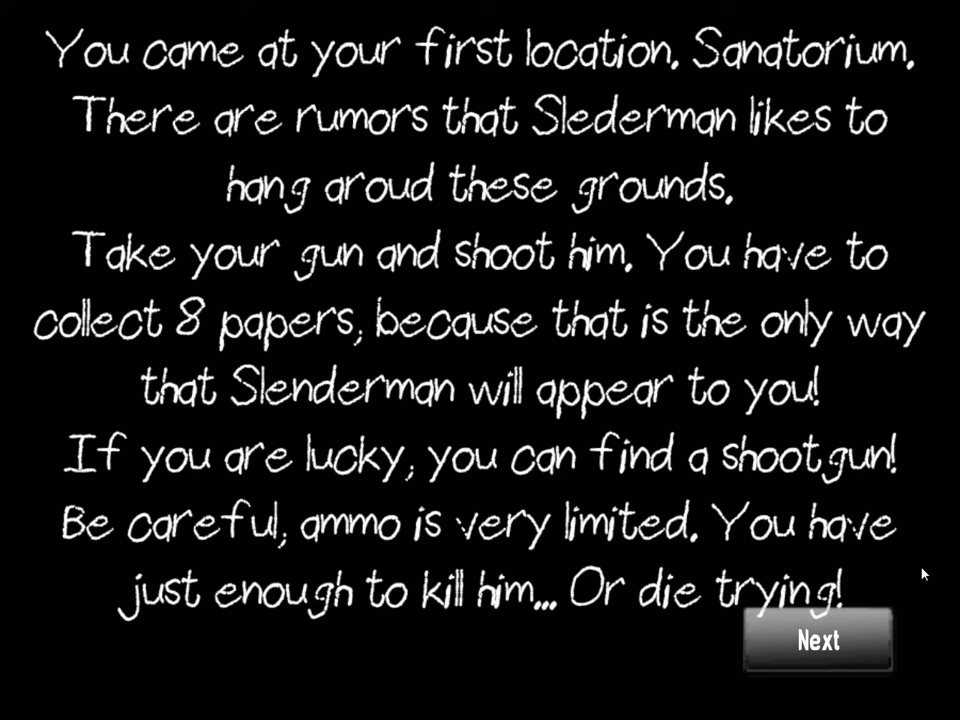 You came at your first location. Sanatorium.
There are rumors that Slederman likes to
hang aroud these grounds.
Take your gun and shoot him. You have to
collect 8 papers, because that is the only way
that Slenderman will appear to you!
If you are lucky, you can find a shootgun!
Be careful, ammo is very limited. You have
just enough to kill him... Or die trying!
Next